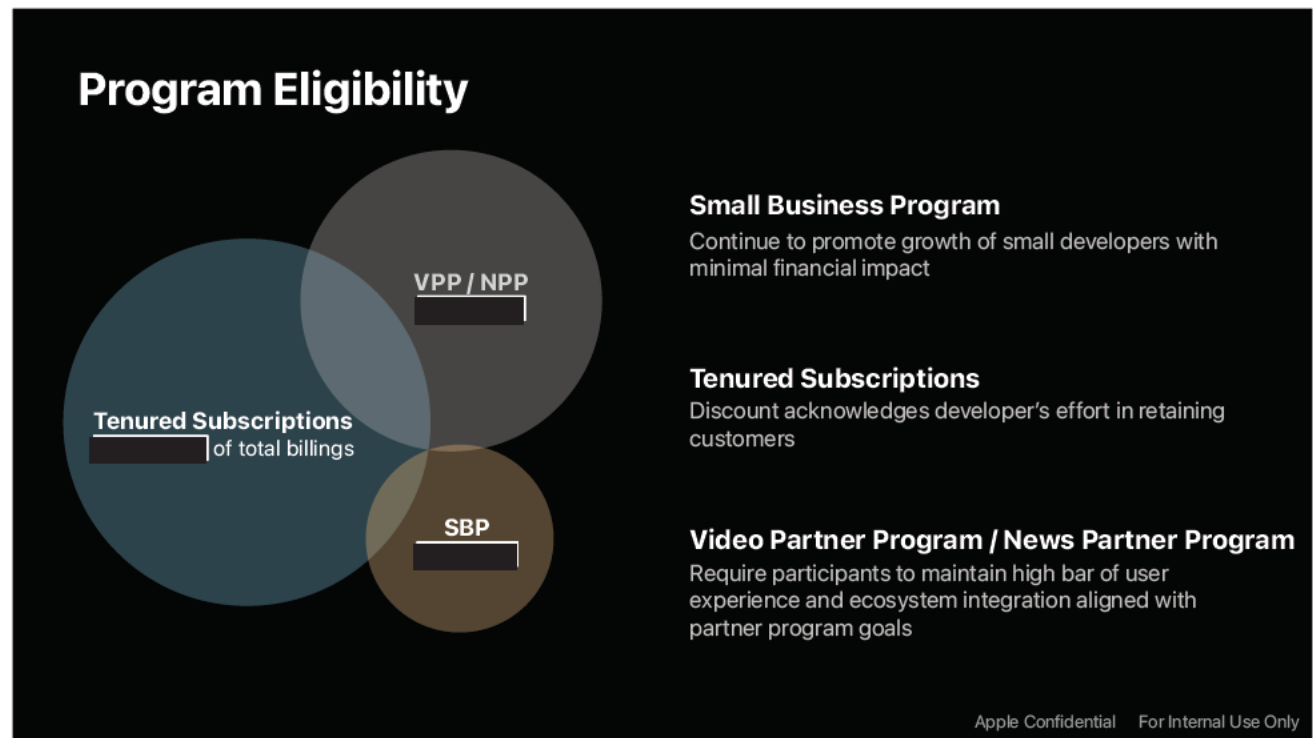 Program Eligibility
VPP / NPP
Tenured Subscriptions
of total billings
SBP
Small Business Program
Continue to promote growth of small developers with
minimal financial impact
Tenured Subscriptions
Discount acknowledges developer’s effort in retaining
customers
Video Partner Program / News Partner Program
Require participants to maintain high bar of user
experience and ecosystem integration aligned with
partner program goals
Apple Confidential For Internal Use Only